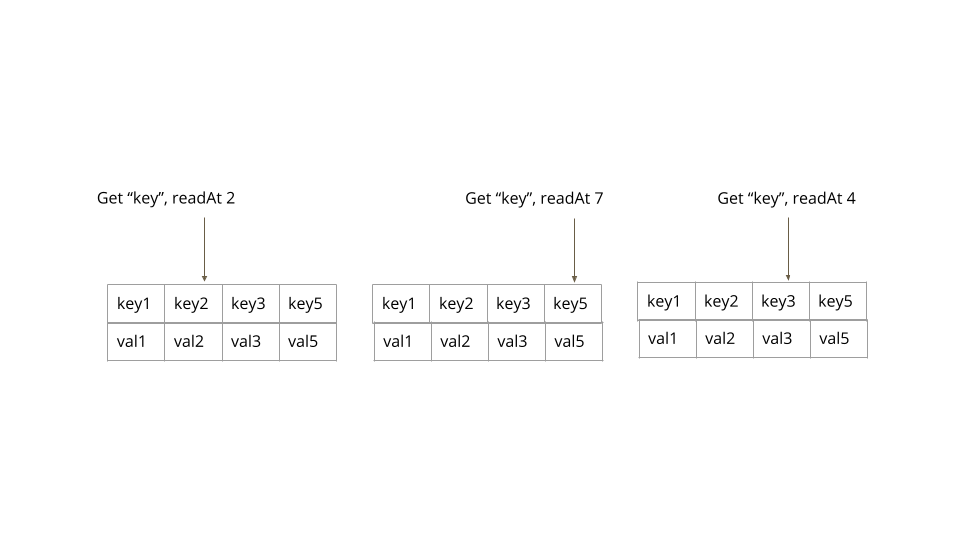 Get “key”, readAt 2
key1 key2 key3 key5
val1 val2 val3 val5
Get “key”, readAt 7
key1 key2 key3 key5
val1 val2 val3 val5
Get “key”, readAt 4
key1 key2 key3 key5
val1 val2 val3 val5